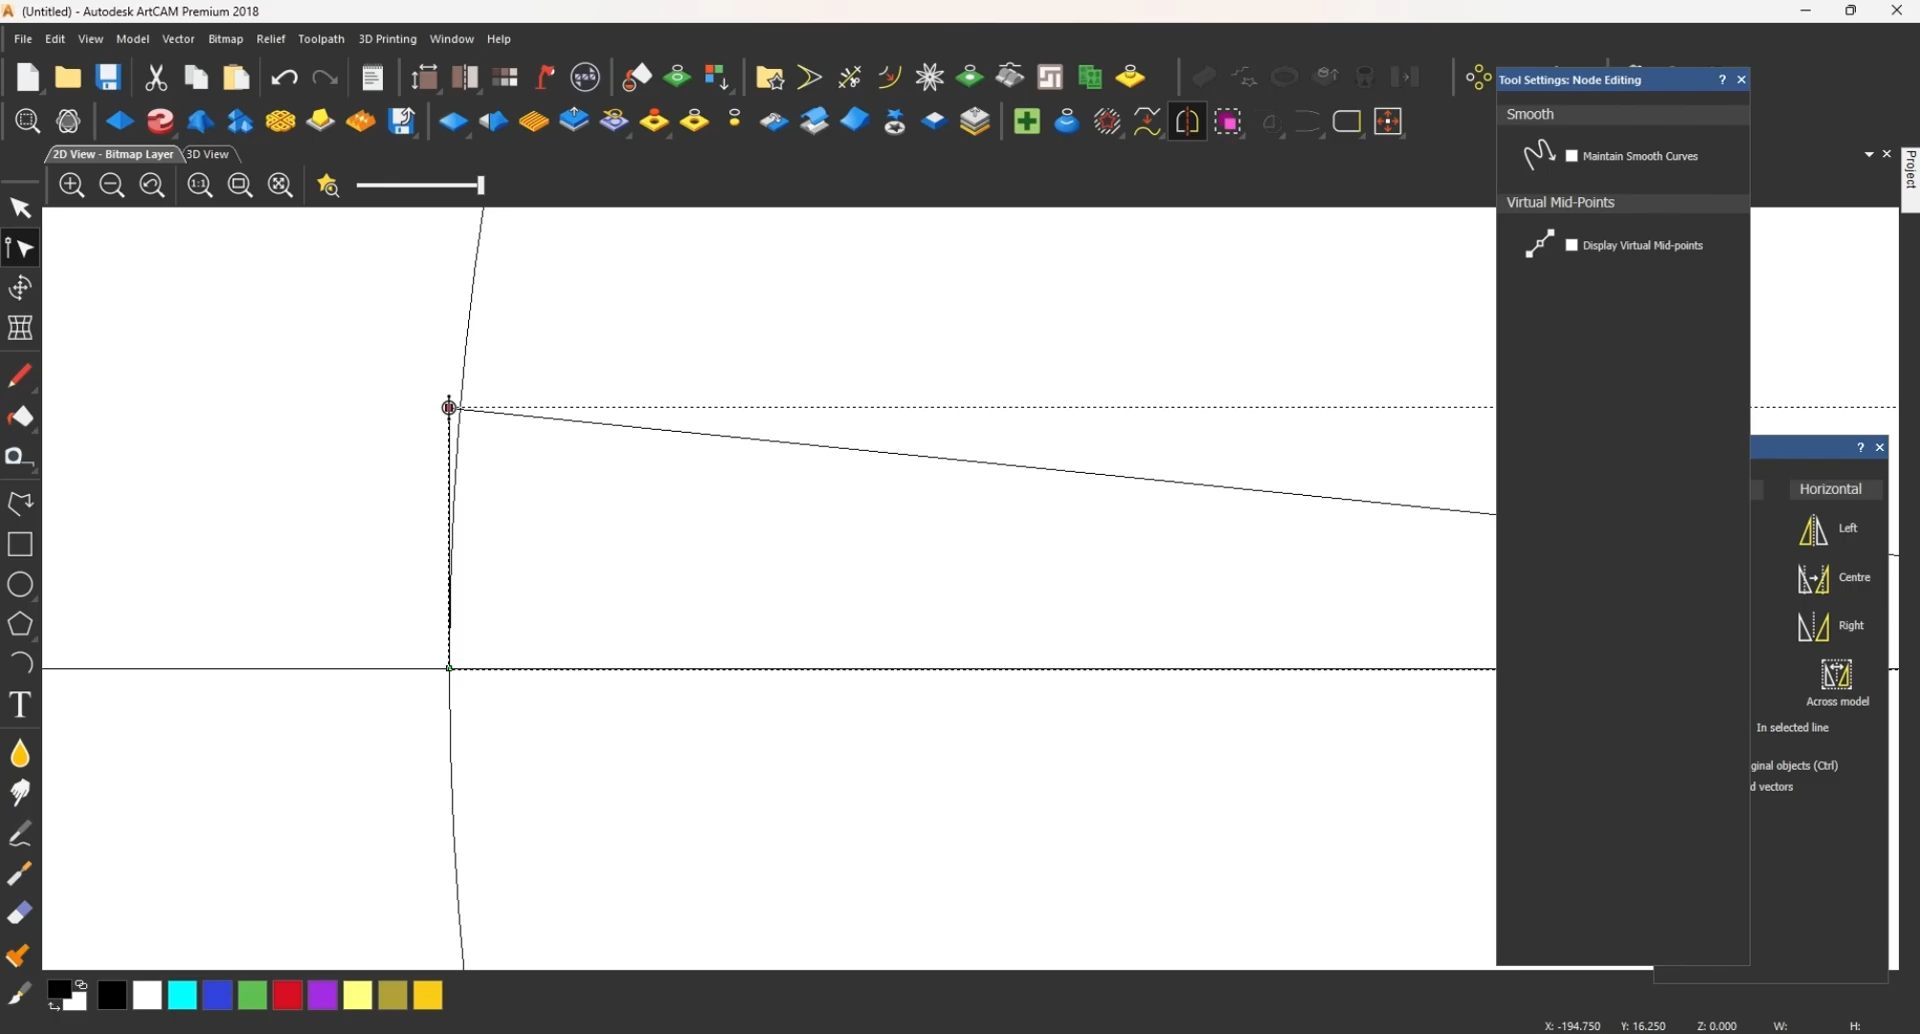 (Untitled) - Autodesk ArtCAM Premium 2018
File Edit View Model Vector Bitmap Relief Toolpath 3D Printing Window Help
Tool Settings: Node Editing ? ×
Smooth
Maintain Smooth Curves
Virtual Mid-Points
Display Virtual Mid-points
2D View - Bitmap Layer 3D View
Project
1:1
? ×
Horizontal
Left
Centre
Right
Across model
In selected line
ginal objects (Ctrl)
d vectors
T
X: -194.750 Y: 16.250 Z: 0.000 W: H: